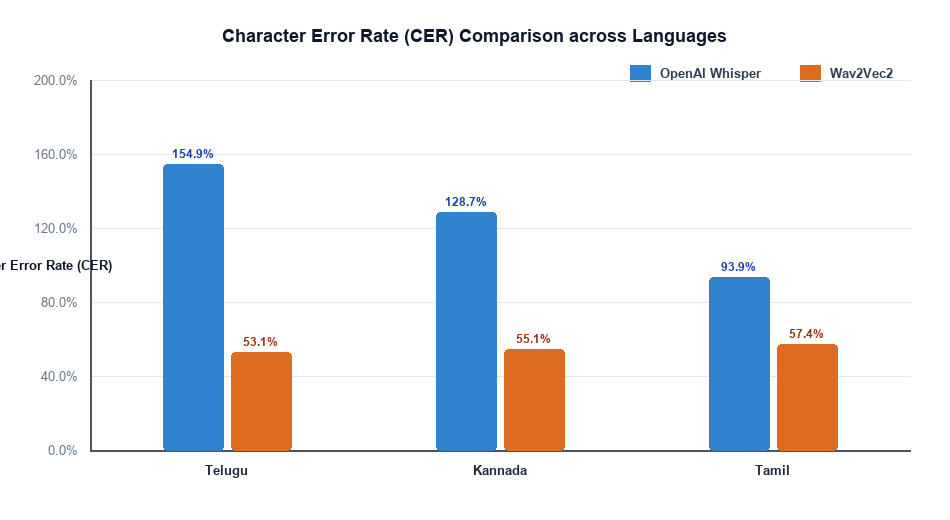 Character Error Rate (CER) Comparison across Languages
OpenAI Whisper
Wav2Vec2
200.0%
160.0%
120.0%
80.0%
40.0%
0.0%
Error Rate (CER)
154.9%
53.1%
128.7%
55.1%
93.9%
57.4%
Telugu
Kannada
Tamil